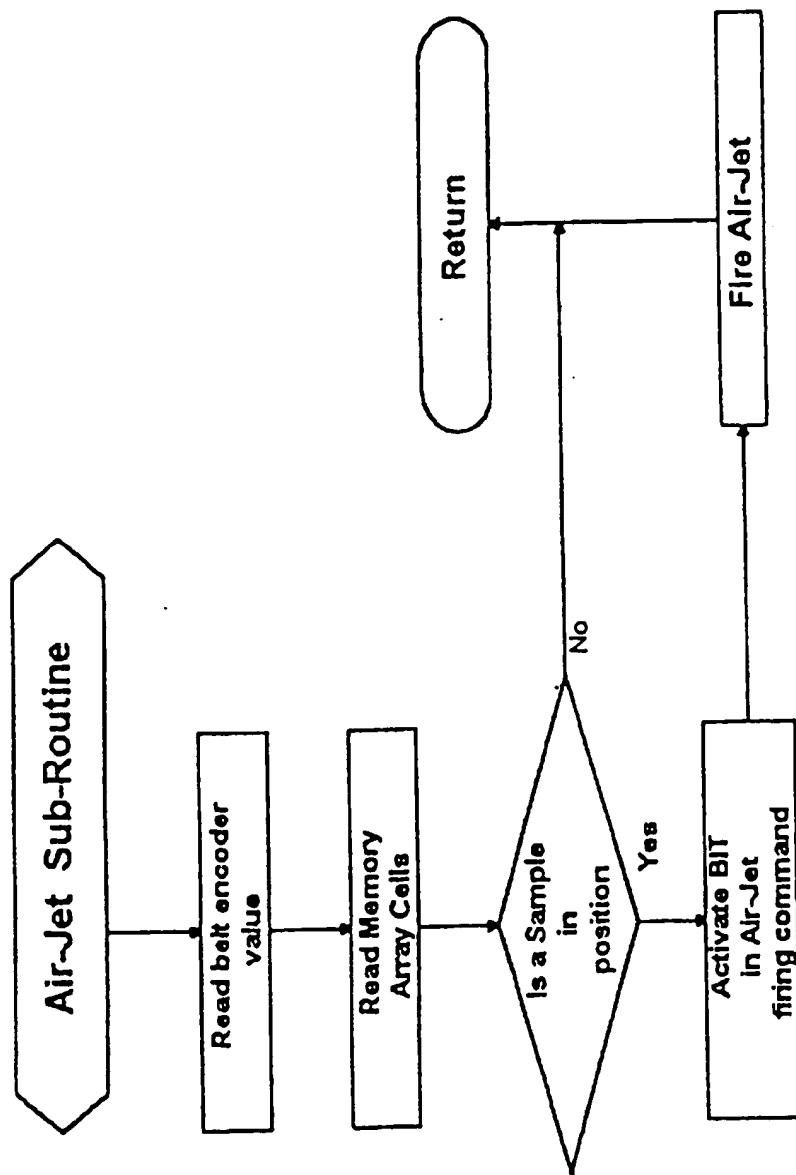 Air-Jet Sub-Routine
Read belt encoder
value
Read Memory
Array Cells
Is a Sample
in
position
No
Yes
Activate BIT
in Air-Jet
firing command
Fire Air-Jet
Return